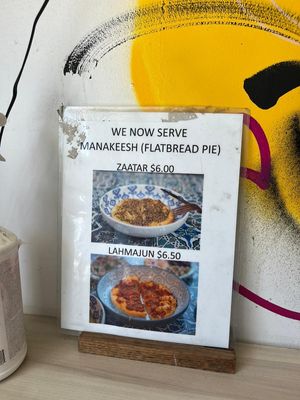 WE NOW SERVE
MANAKEESH (FLATBREAD PIE)
ZAATAR $6.00
LAHMAJUN $6.50